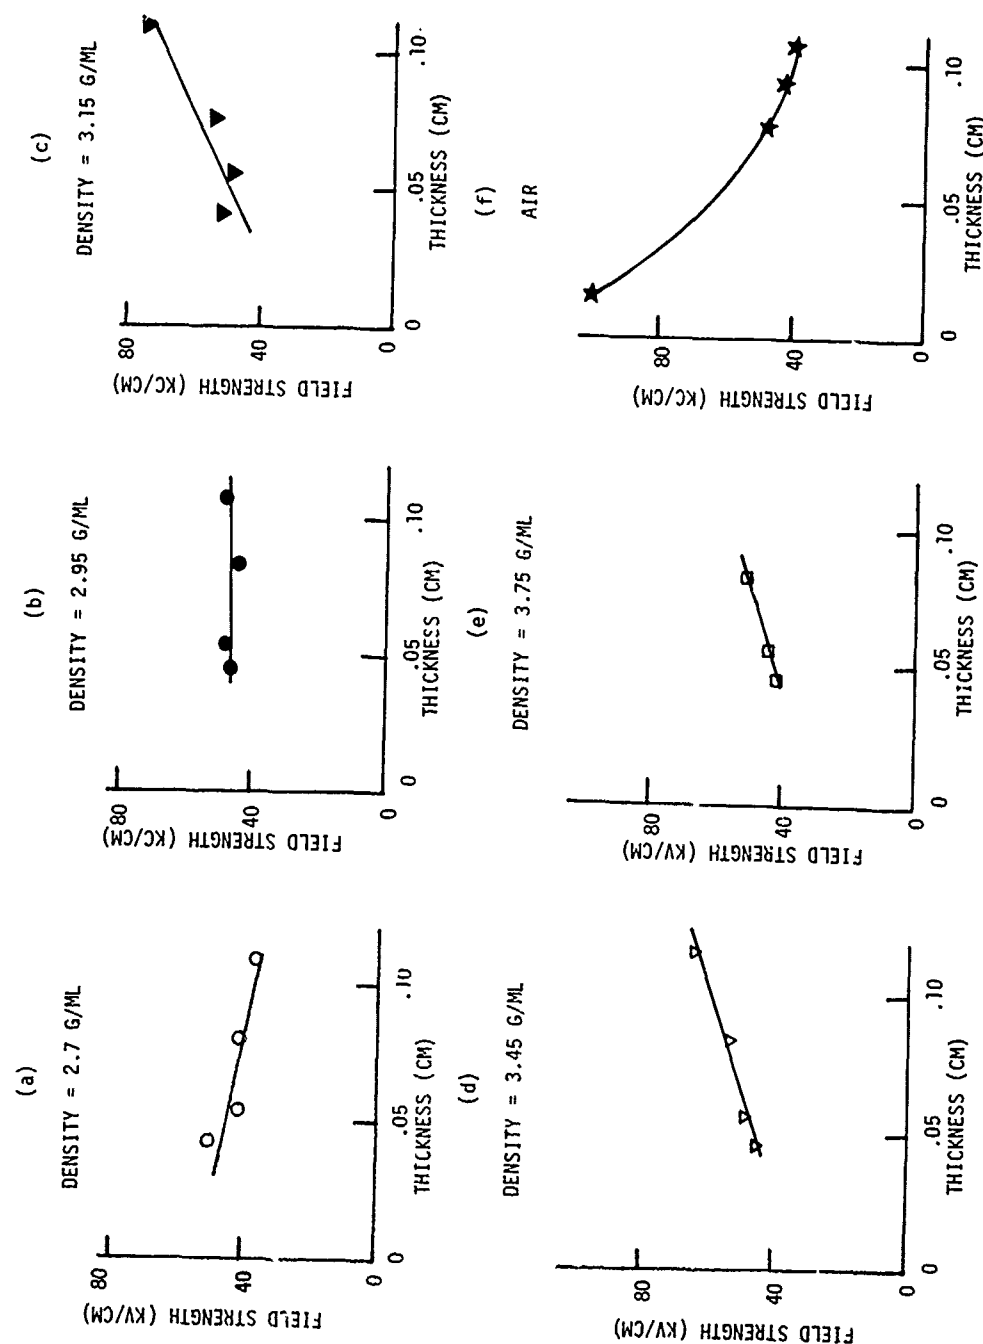 (a)
DENSITY = 2.7 G/ML
FIELD STRENGTH (KV/CM)
80
40
0
0
.05
.10
THICKNESS (CM)
(b)
DENSITY = 2.95 G/ML
FIELD STRENGTH (KC/CM)
80
40
0
0
.05
.10
THICKNESS (CM)
(c)
DENSITY = 3.15 G/ML
FIELD STRENGTH (KC/CM)
80
40
0
0
.05
.10
THICKNESS (CM)
(d)
DENSITY = 3.45 G/ML
FIELD STRENGTH (KV/CM)
80
40
0
0
.05
.10
THICKNESS (CM)
(e)
DENSITY = 3.75 G/ML
FIELD STRENGTH (KV/CM)
80
40
0
0
.05
.10
THICKNESS (CM)
(f)
AIR
FIELD STRENGTH (KC/CM)
80
40
0
0
.05
.10
THICKNESS (CM)